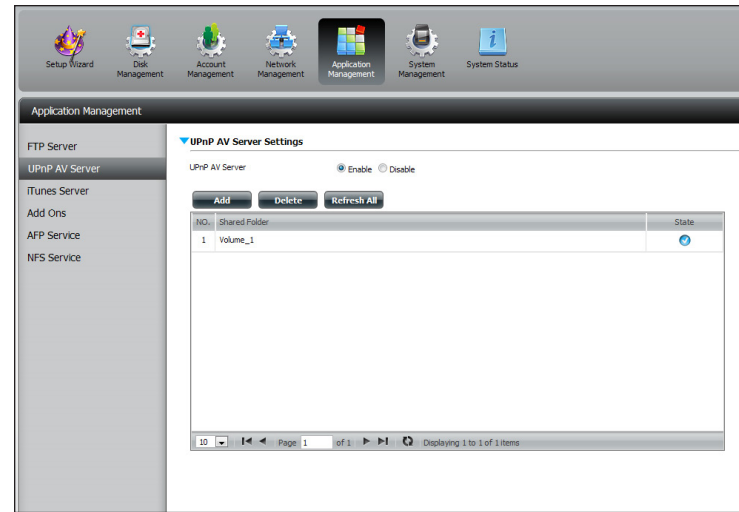 Setup Wizard
Disk Management
Account Management
Network Management
Application Management
System Management
System Status
Application Management
FTP Server
UPnP AV Server
iTunes Server
Add Ons
AFP Service
NFS Service
UPnP AV Server Settings
UPnP AV Server Enable Disable
Add Delete Refresh All
NO. Shared Folder State
1 Volume_1
10 Page 1 of 1 Displaying 1 to 1 of 1 items